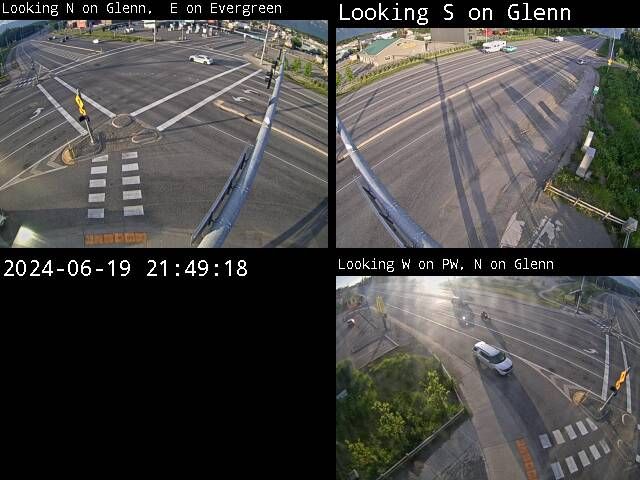 Looking N on Glenn, E on Evergreen
Looking S on Glenn
2024-06-19 21:49:18
Looking W on PW, N on Glenn